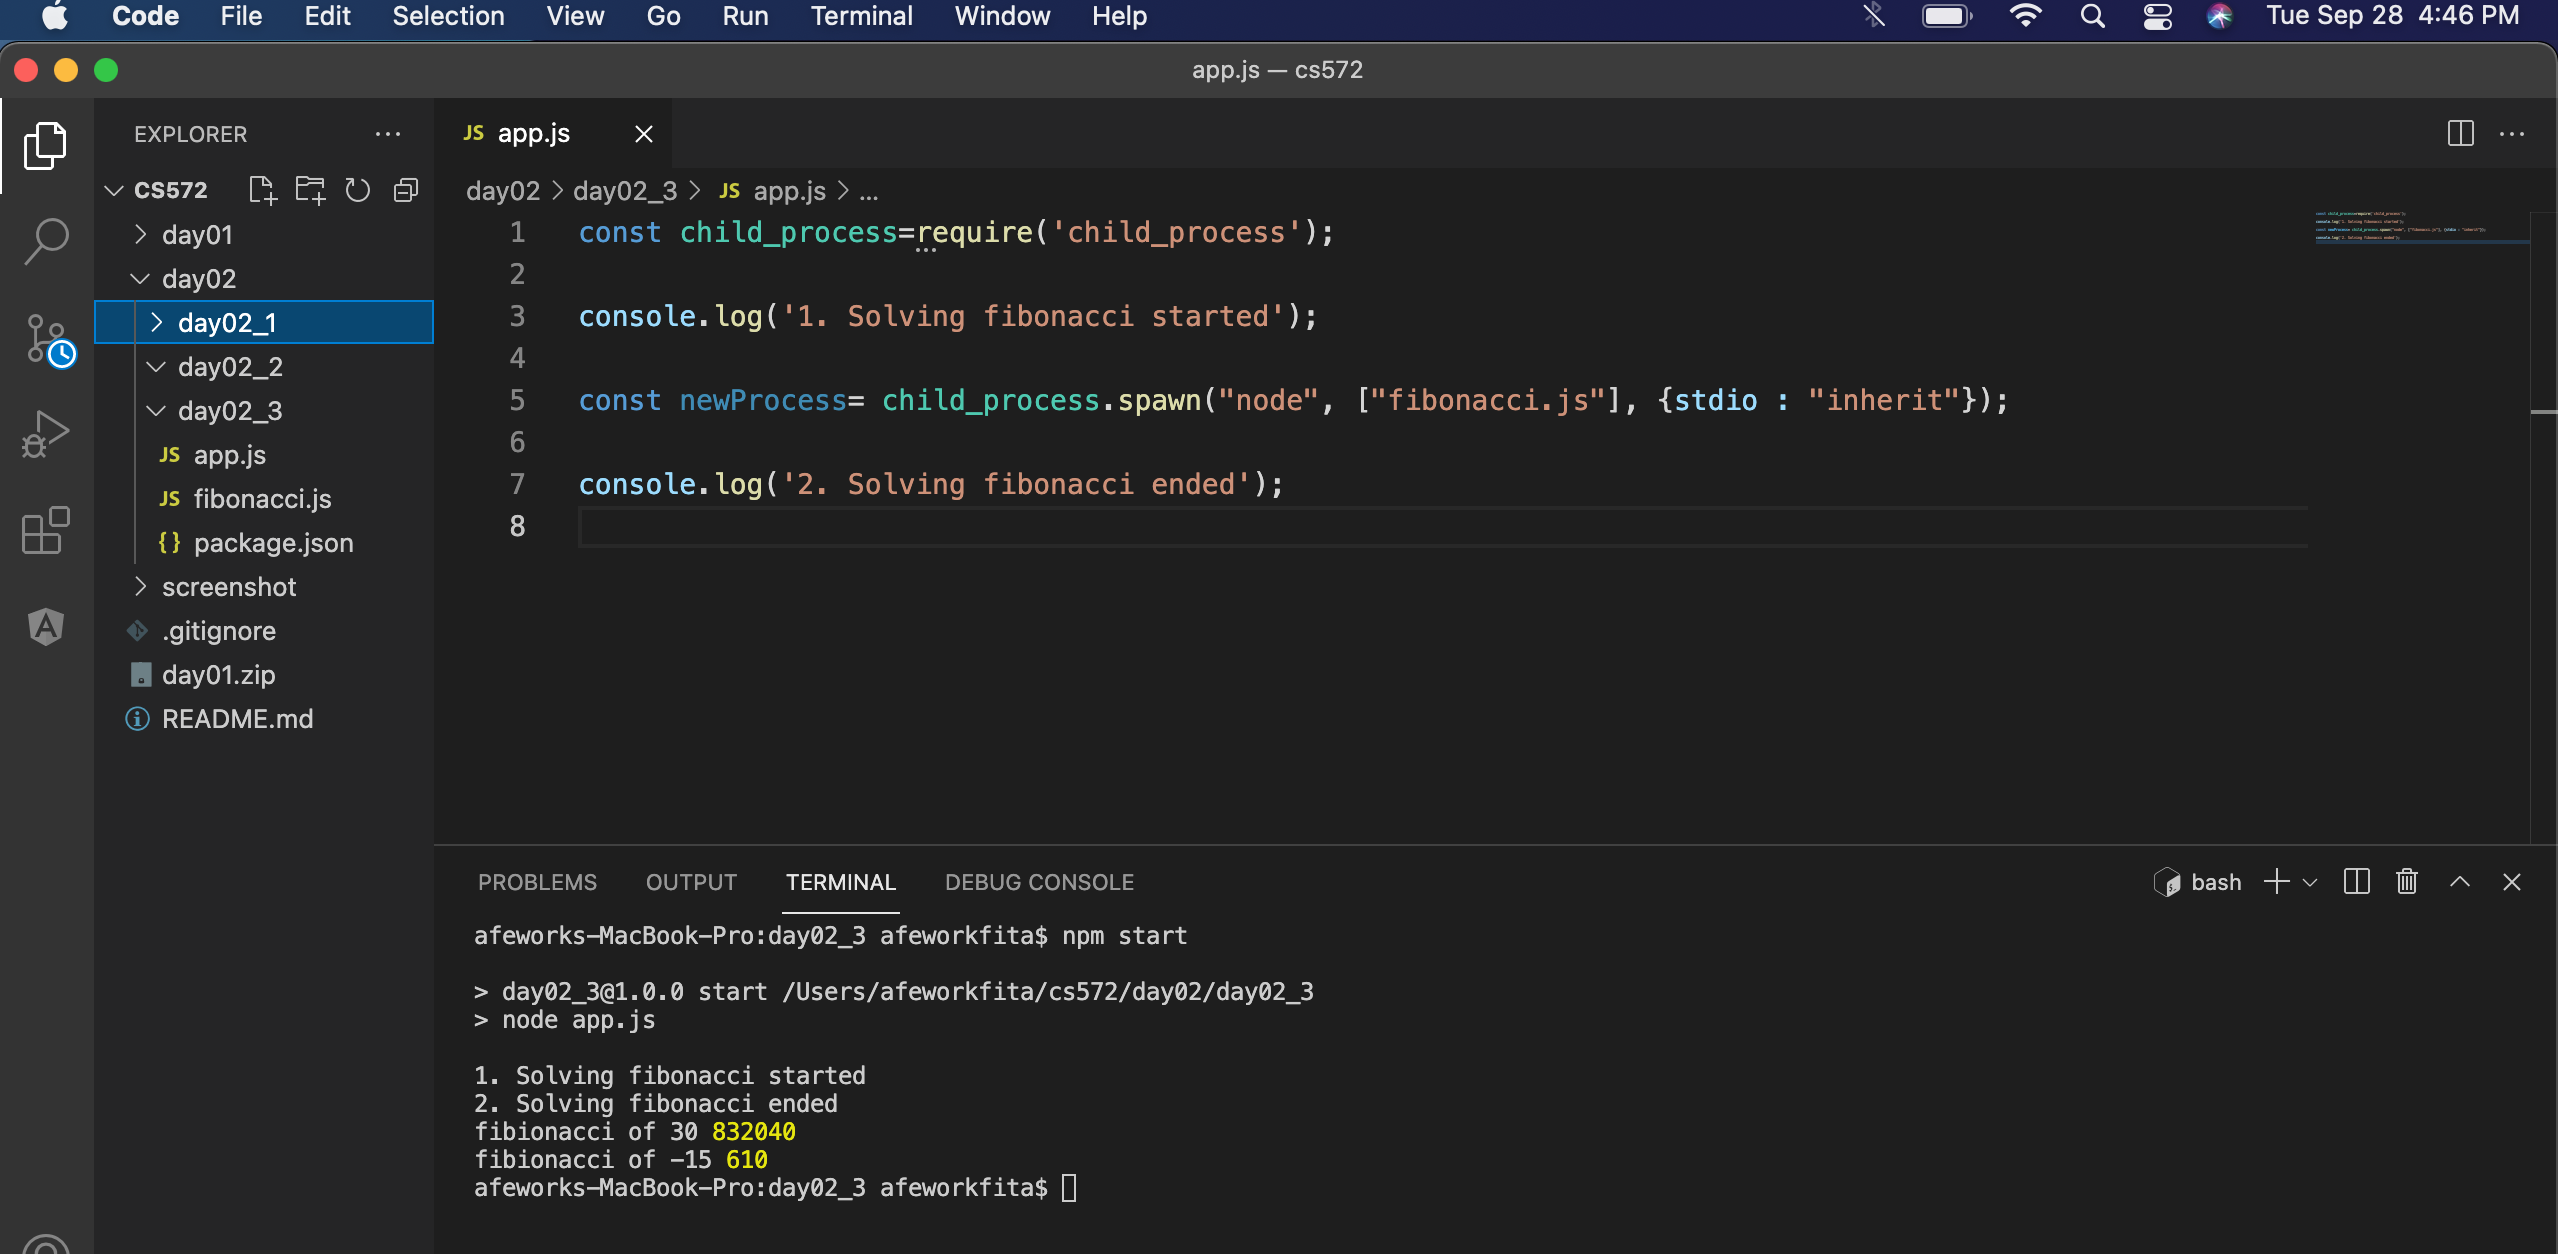 Code File Edit Selection View Go Run Terminal Window Help Tue Sep 28 4:46 PM
app.js — cs572
EXPLORER
CS572
day01
day02
day02_1
day02_2
day02_3
JS app.js
JS fibonacci.js
{} package.json
screenshot
.gitignore
day01.zip
README.md
JS app.js
day02 > day02_3 > JS app.js > ...
1 const child_process=require('child_process');
2
3 console.log('1. Solving fibonacci started');
4
5 const newProcess= child_process.spawn("node", ["fibonacci.js"], {stdio : "inherit"});
6
7 console.log('2. Solving fibonacci ended');
8
PROBLEMS OUTPUT TERMINAL DEBUG CONSOLE bash
afeworks-MacBook-Pro:day02_3 afeworkfita$ npm start
> day02_3@1.0.0 start /Users/afeworkfita/cs572/day02/day02_3
> node app.js
1. Solving fibonacci started
2. Solving fibonacci ended
fibionacci of 30 832040
fibionacci of -15 610
afeworks-MacBook-Pro:day02_3 afeworkfita$